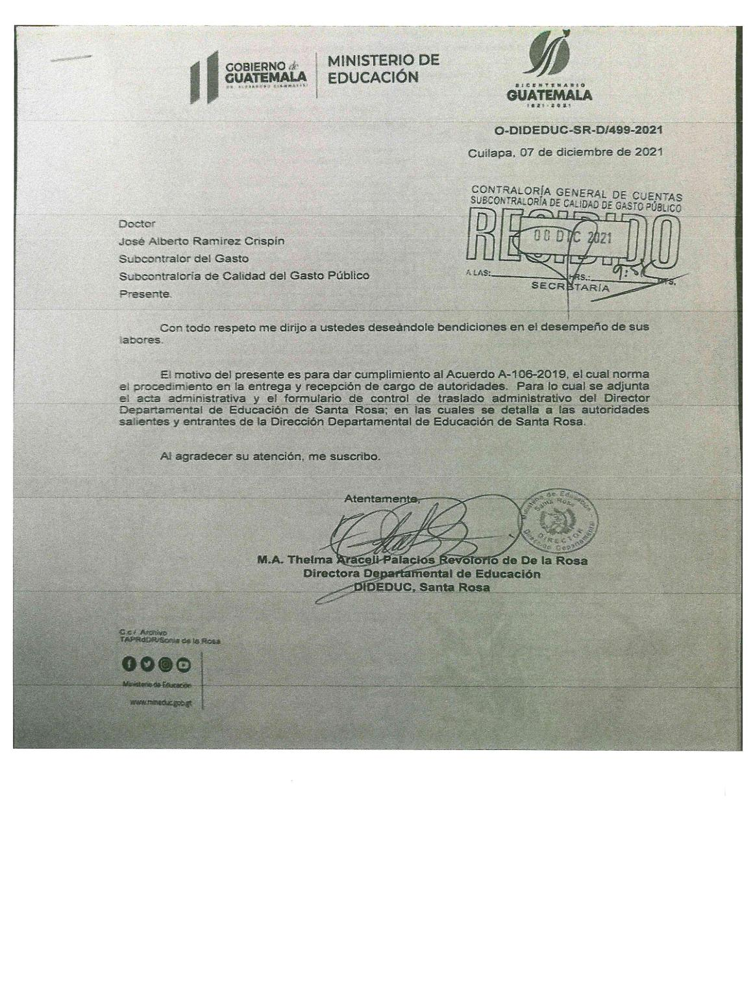 GOBIERNO de
GUATEMALA
DR. ALEJANDRO GIAMMATTEI
MINISTERIO DE
EDUCACIÓN
BICENTENARIO
GUATEMALA
1821-2021
O-DIDEDUC-SR-D/499-2021
Cuilapa, 07 de diciembre de 2021
CONTRALORÍA GENERAL DE CUENTAS
SUBCONTRALORÍA DE CALIDAD DE GASTO PÚBLICO
RECIBIDO
08 DIC 2021
A LAS: HRS.: MTS.
SECRETARÍA
Doctor
José Alberto Ramirez Crispín
Subcontralor del Gasto
Subcontraloría de Calidad del Gasto Público
Presente.
Con todo respeto me dirijo a ustedes deseándole bendiciones en el desempeño de sus
labores.
El motivo del presente es para dar cumplimiento al Acuerdo A-106-2019, el cual norma
el procedimiento en la entrega y recepción de cargo de autoridades. Para lo cual se adjunta
el acta administrativa y el formulario de control de traslado administrativo del Director
Departamental de Educación de Santa Rosa; en las cuales se detalla a las autoridades
salientes y entrantes de la Dirección Departamental de Educación de Santa Rosa.
Al agradecer su atención, me suscribo.
Atentamente,
Ministerio de Educación
Santa Rosa
DIRECTOR
Dirección Departamental
M.A. Thelma Araceli Palacios Revolorio de De la Rosa
Directora Departamental de Educación
DIDEDUC, Santa Rosa
C.c/ Archivo
TAPRdDR/Sonia de la Rosa
Ministerio de Educación
www.mineduc.gob.gt